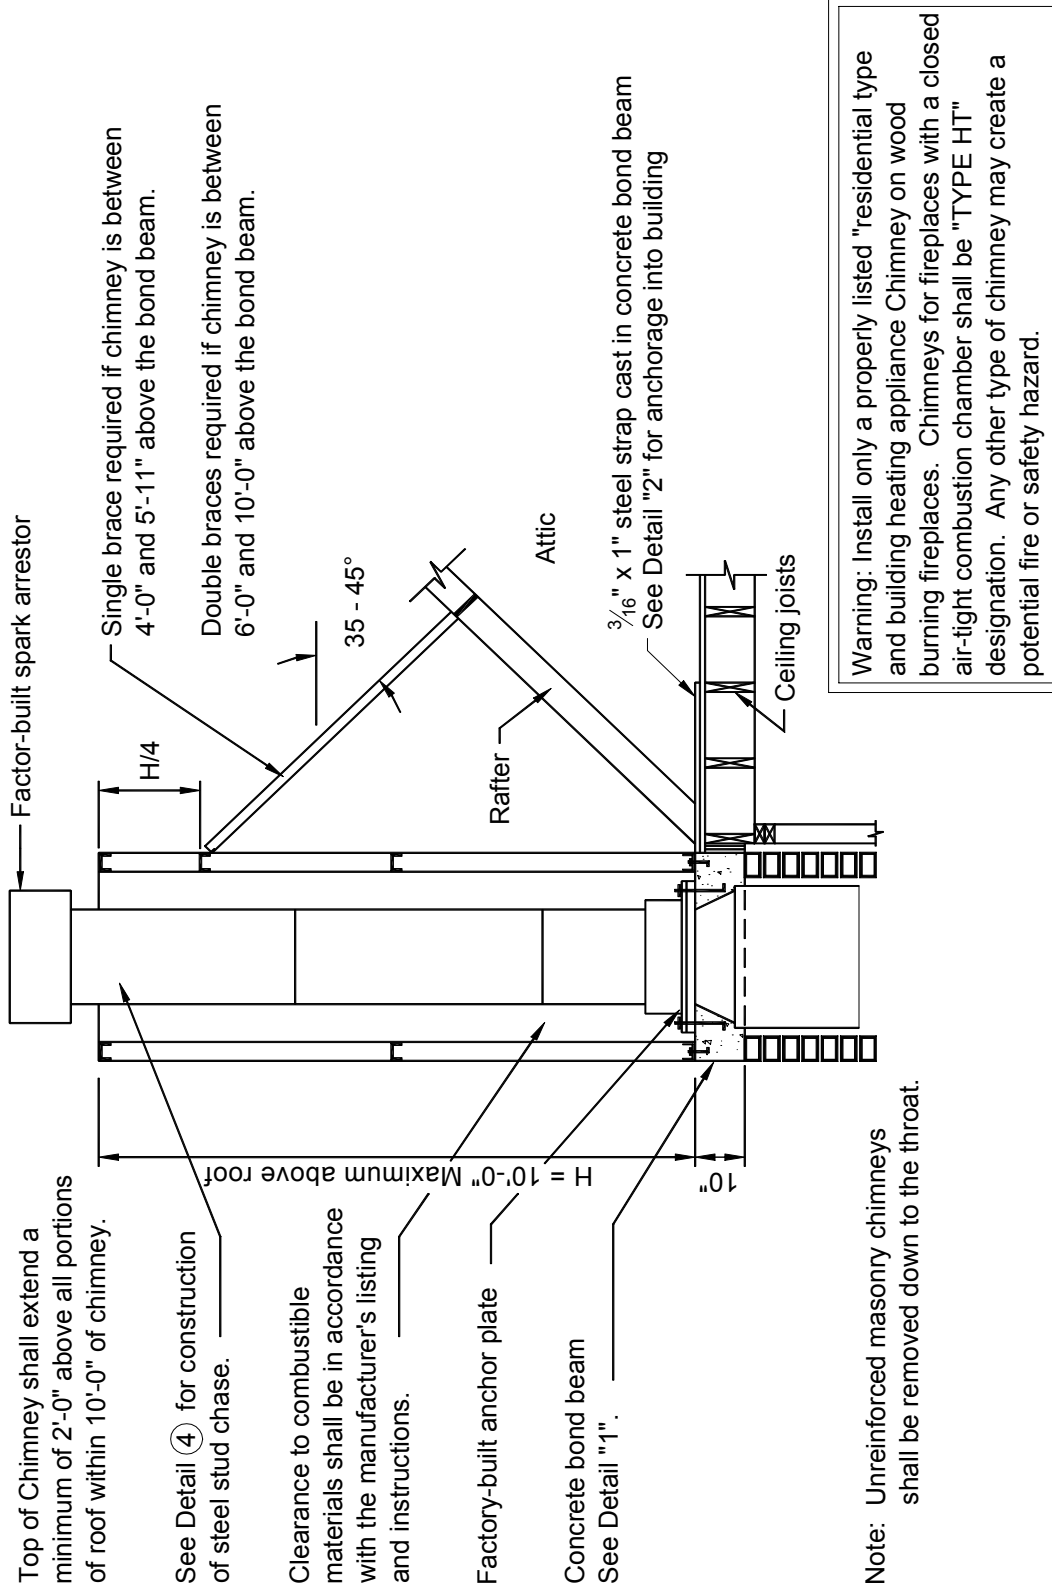 Top of Chimney shall extend a
minimum of 2'-0" above all portions
of roof within 10'-0" of chimney.
See Detail 4 for construction
of steel stud chase.
Clearance to combustible
materials shall be in accordance
with the manufacturer's listing
and instructions.
Factory-built anchor plate
Concrete bond beam
See Detail "1".
H = 10'-0" Maximum above roof
10"
Factor-built spark arrestor
Single brace required if chimney is between
4'-0" and 5'-11" above the bond beam.
Double braces required if chimney is between
6'-0" and 10'-0" above the bond beam.
H/4
35 - 45°
Rafter
Attic
3/16" x 1" steel strap cast in concrete bond beam
See Detail "2" for anchorage into building
Ceiling joists
Note: Unreinforced masonry chimneys
shall be removed down to the throat.
Warning: Install only a properly listed "residential type
and building heating appliance Chimney on wood
burning fireplaces. Chimneys for fireplaces with a closed
air-tight combustion chamber shall be "TYPE HT"
designation. Any other type of chimney may create a
potential fire or safety hazard.